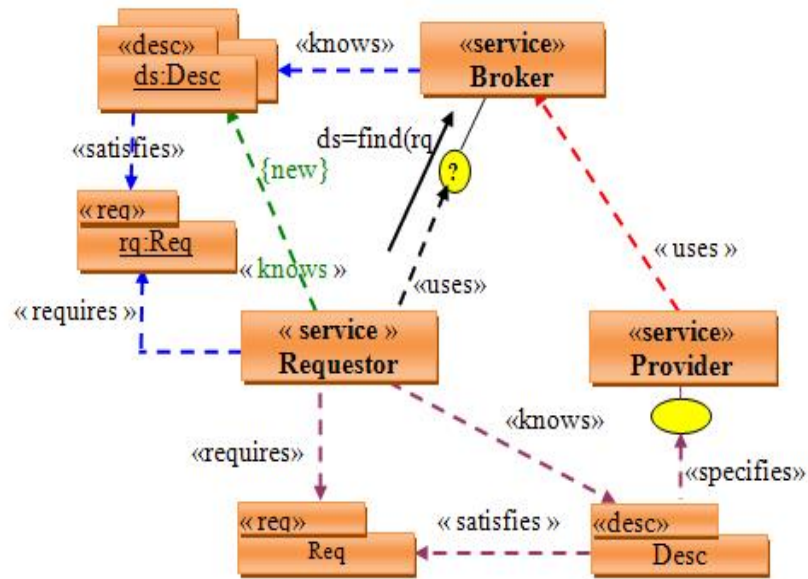 «desc»
ds:Desc
«knows»
«service»
Broker
ds=find(rq
?
«satisfies»
{new}
« req»
rq:Req
« knows »
«uses»
« uses »
« requires »
« service »
Requestor
«service»
Provider
«knows»
«requires»
«specifies»
« req»
Req
« satisfies »
«desc»
Desc